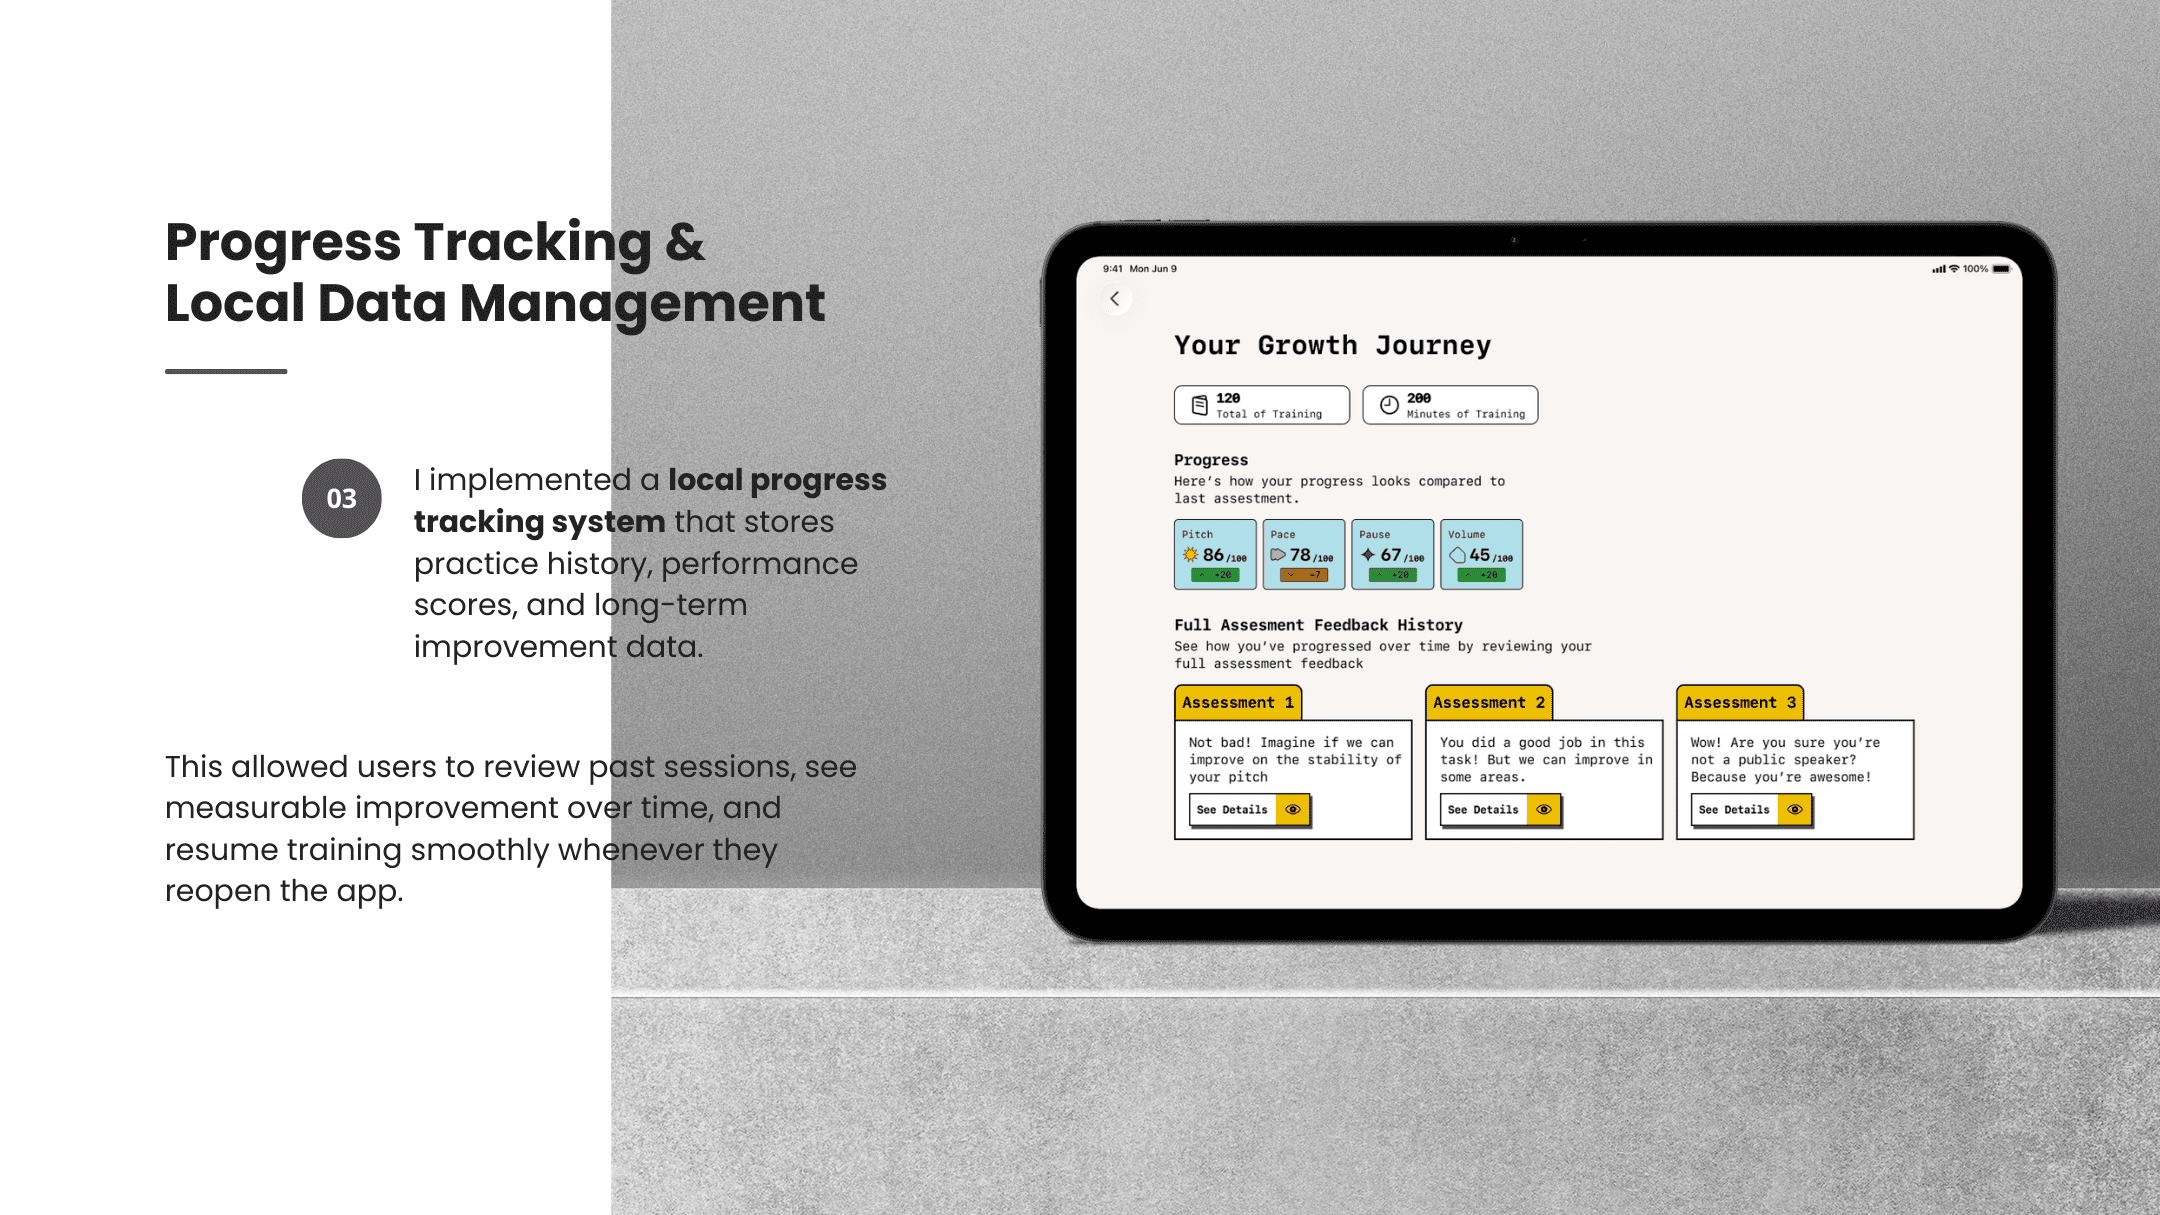 Progress Tracking &
Local Data Management
03
I implemented a local progress
tracking system that stores
practice history, performance
scores, and long-term
improvement data.
This allowed users to review past sessions, see
measurable improvement over time, and
resume training smoothly whenever they
reopen the app.
9:41 Mon Jun 9
100%
Your Growth Journey
120
Total of Training
200
Minutes of Training
Progress
Here's how your progress looks compared to
last assestment.
Pitch
86/100
+20
Pace
78/100
-7
Pause
67/100
+20
Volume
45/100
+20
Full Assesment Feedback History
See how you've progressed over time by reviewing your
full assessment feedback
Assessment 1
Not bad! Imagine if we can
improve on the stability of
your pitch
See Details
Assessment 2
You did a good job in this
task! But we can improve in
some areas.
See Details
Assessment 3
Wow! Are you sure you're
not a public speaker?
Because you're awesome!
See Details